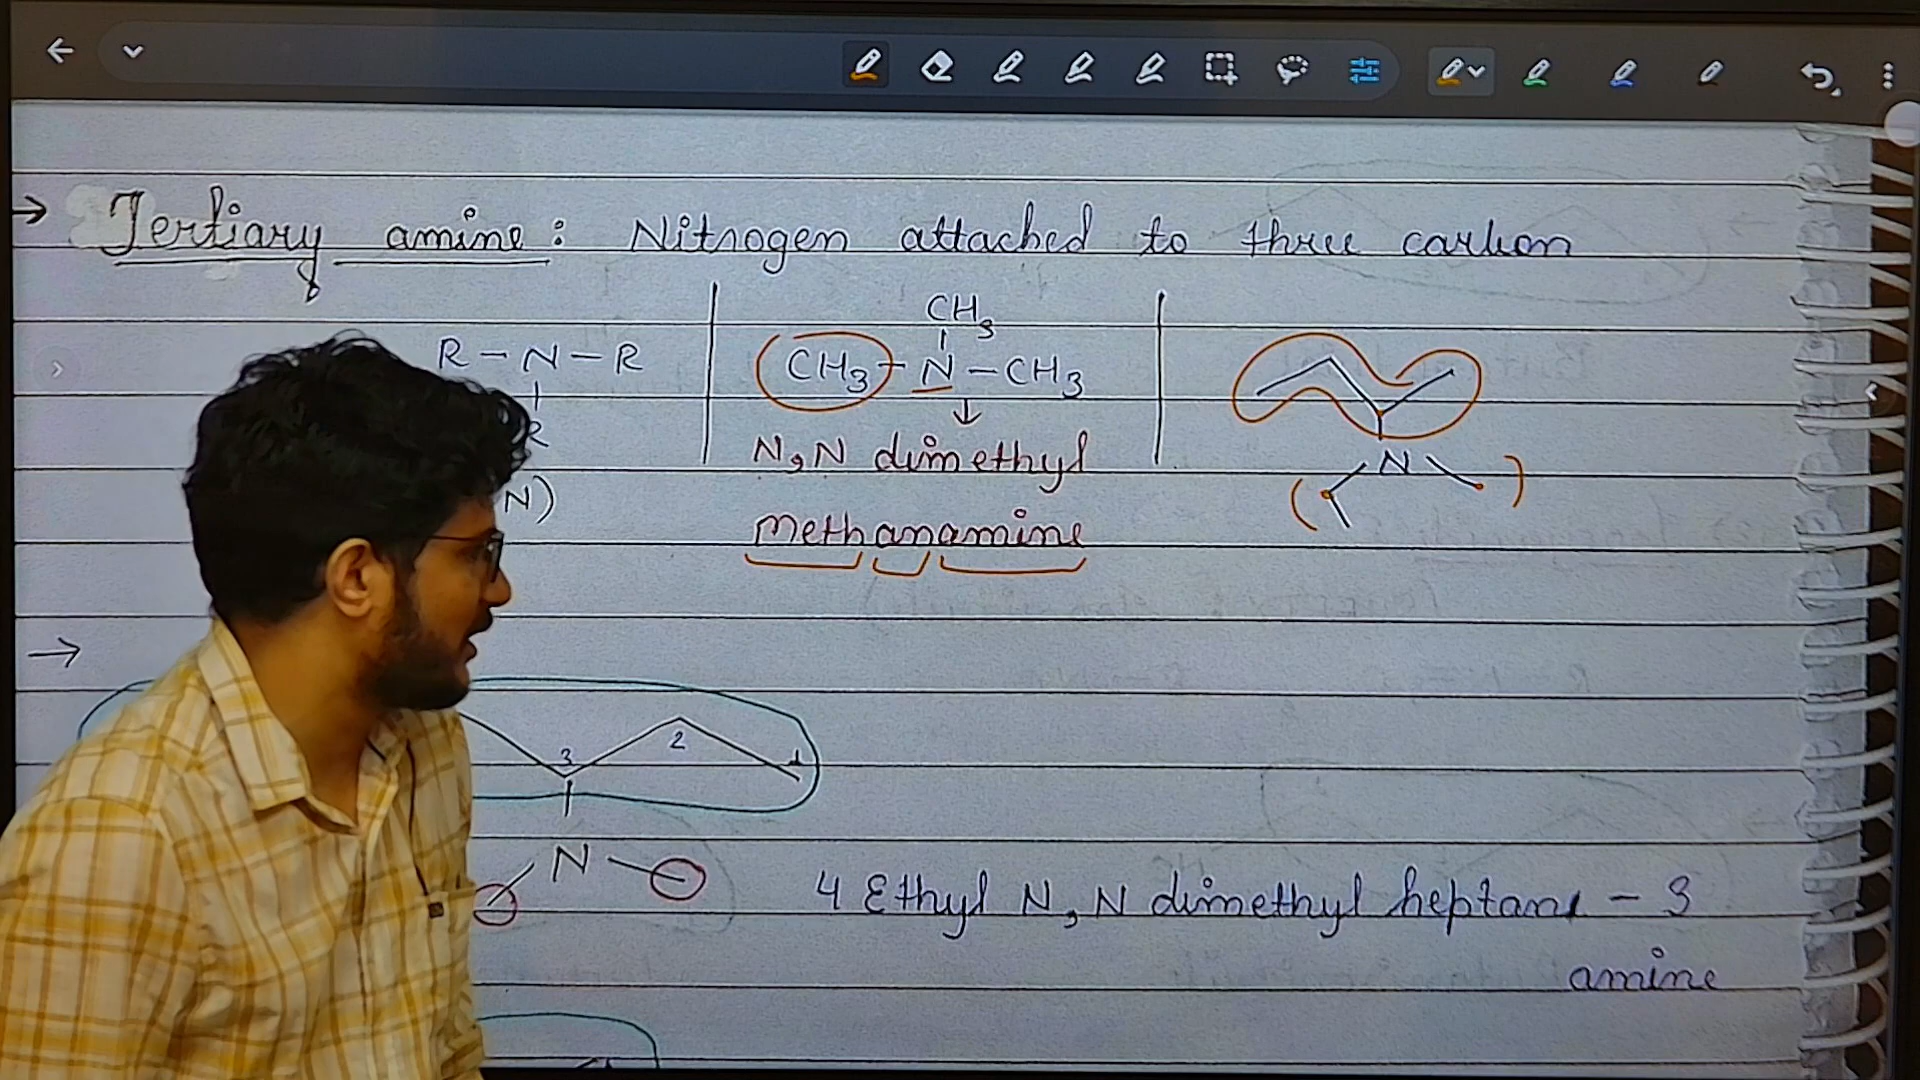 → Tertiary amine : Nitrogen attached to three carbon
CH3
R - N - R
CH3 - N - CH3
R
↓
N, N dimethyl
N
N)
methanamine
→
3
2
1
N
4 Ethyl N, N dimethyl heptan - 3
amine